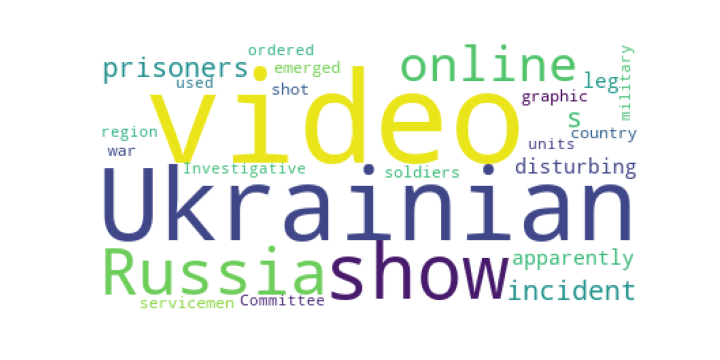 ordered
online
prisoners
emerged
used
leg
military
shot
graphic
video
s
region
country
war
units
Investigative
soldiers
disturbing
Ukrainian
Russia
show
apparently
incident
servicemen
Committee